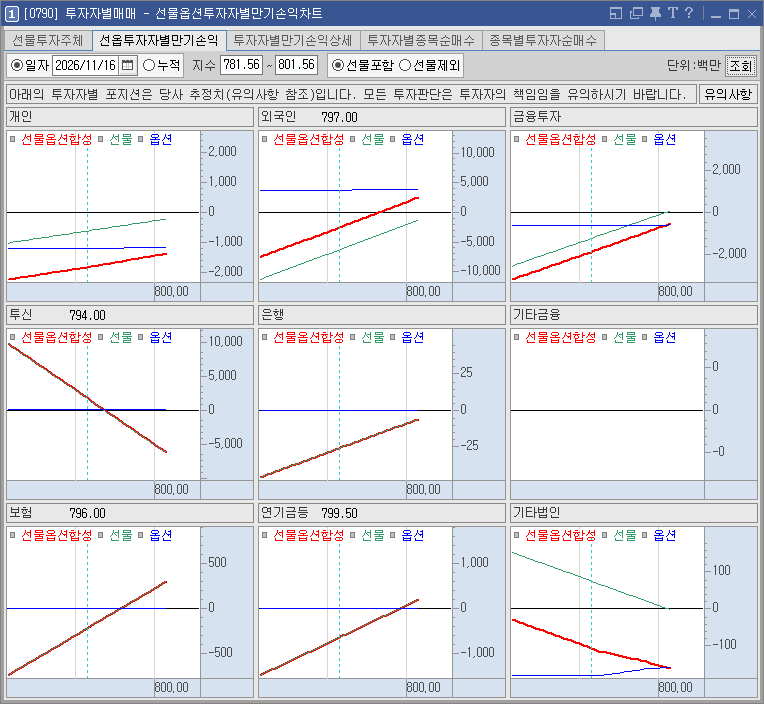 1 [0790] 투자자별매매 - 선물옵션투자자별만기손익차트 T ?
선물투자주체 선옵투자자별만기손익 투자자별만기손익상세 투자자별종목순매수 종목별투자자순매수
일자 2026/11/16 누적 지수 781.56 ~ 801.56 선물포함 선물제외 단위:백만 조회
아래의 투자자별 포지션은 당사 추정치(유의사항 참조)입니다. 모든 투자판단은 투자자의 책임임을 유의하시기 바랍니다. 유의사항
개인
선물옵션합성 선물 옵션
2,000
1,000
0
-1,000
-2,000
800,00
외국인 797.00
선물옵션합성 선물 옵션
10,000
5,000
0
-5,000
-10,000
800,00
금융투자
선물옵션합성 선물 옵션
2,000
0
-2,000
800,00
투신 794.00
선물옵션합성 선물 옵션
10,000
5,000
0
-5,000
800,00
은행
선물옵션합성 선물 옵션
25
0
-25
800,00
기타금융
선물옵션합성 선물 옵션
0
0
-0
보험 796.00
선물옵션합성 선물 옵션
500
0
-500
800,00
연기금등 799.50
선물옵션합성 선물 옵션
1,000
0
-1,000
800,00
기타법인
선물옵션합성 선물 옵션
100
0
-100
800,00